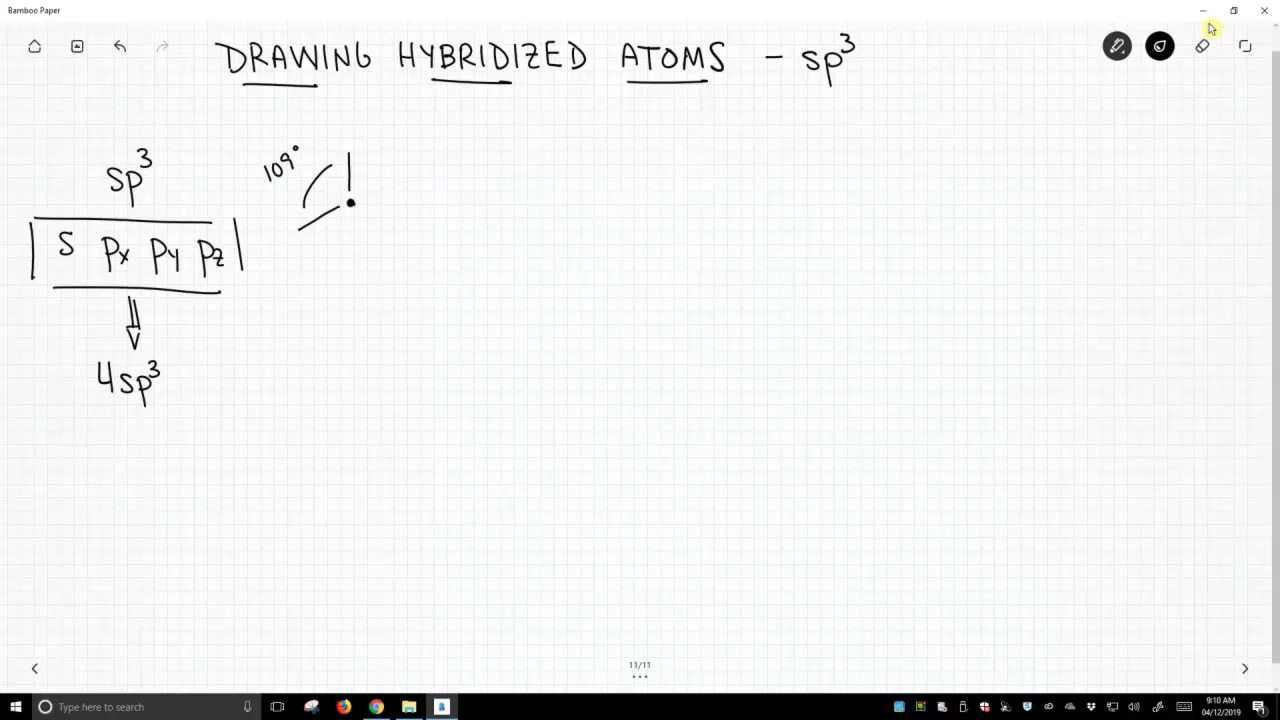 Bamboo Paper
DRAWING HYBRIDIZED ATOMS - sp³
sp³
109°
s px py pz
4sp³
11/11
Type here to search
9:10 AM
04/12/2019
1